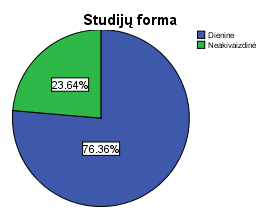 Studijų forma
Dienine
Neakivaizdinė
23.64%
76.36%